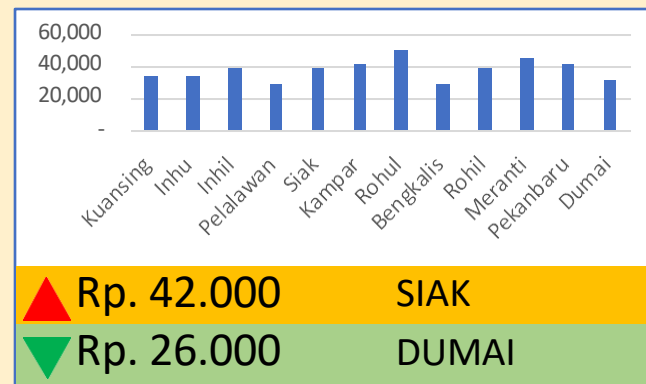 60,000
40,000
20,000
-
Kuansing
Inhu
Inhil
Pelalawan
Siak
Kampar
Rohul
Bengkalis
Rohil
Meranti
Pekanbaru
Dumai
Rp. 42.000 SIAK
Rp. 26.000 DUMAI